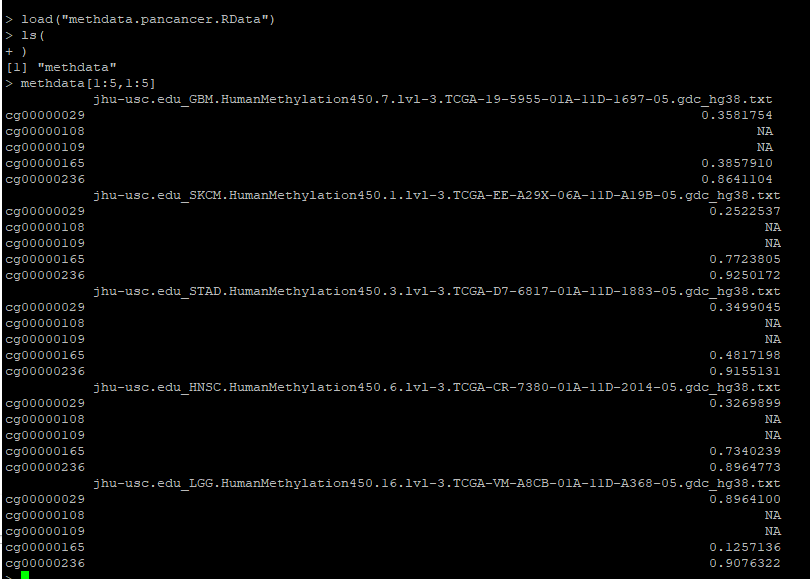 > load("methdata.pancancer.RData")
> ls(
+ )
[1] "methdata"
> methdata[1:5,1:5]
jhu-usc.edu_GBM.HumanMethylation450.7.lvl-3.TCGA-19-5955-01A-11D-1697-05.gdc_hg38.txt
cg00000029 0.3581754
cg00000108 NA
cg00000109 NA
cg00000165 0.3857910
cg00000236 0.8641104
jhu-usc.edu_SKCM.HumanMethylation450.1.lvl-3.TCGA-EE-A29X-06A-11D-A19B-05.gdc_hg38.txt
cg00000029 0.2522537
cg00000108 NA
cg00000109 NA
cg00000165 0.7723805
cg00000236 0.9250172
jhu-usc.edu_STAD.HumanMethylation450.3.lvl-3.TCGA-D7-6817-01A-11D-1883-05.gdc_hg38.txt
cg00000029 0.3499045
cg00000108 NA
cg00000109 NA
cg00000165 0.4817198
cg00000236 0.9155131
jhu-usc.edu_HNSC.HumanMethylation450.6.lvl-3.TCGA-CR-7380-01A-11D-2014-05.gdc_hg38.txt
cg00000029 0.3269899
cg00000108 NA
cg00000109 NA
cg00000165 0.7340239
cg00000236 0.8964773
jhu-usc.edu_LGG.HumanMethylation450.16.lvl-3.TCGA-VM-A8CB-01A-11D-A368-05.gdc_hg38.txt
cg00000029 0.8964100
cg00000108 NA
cg00000109 NA
cg00000165 0.1257136
cg00000236 0.9076322
>